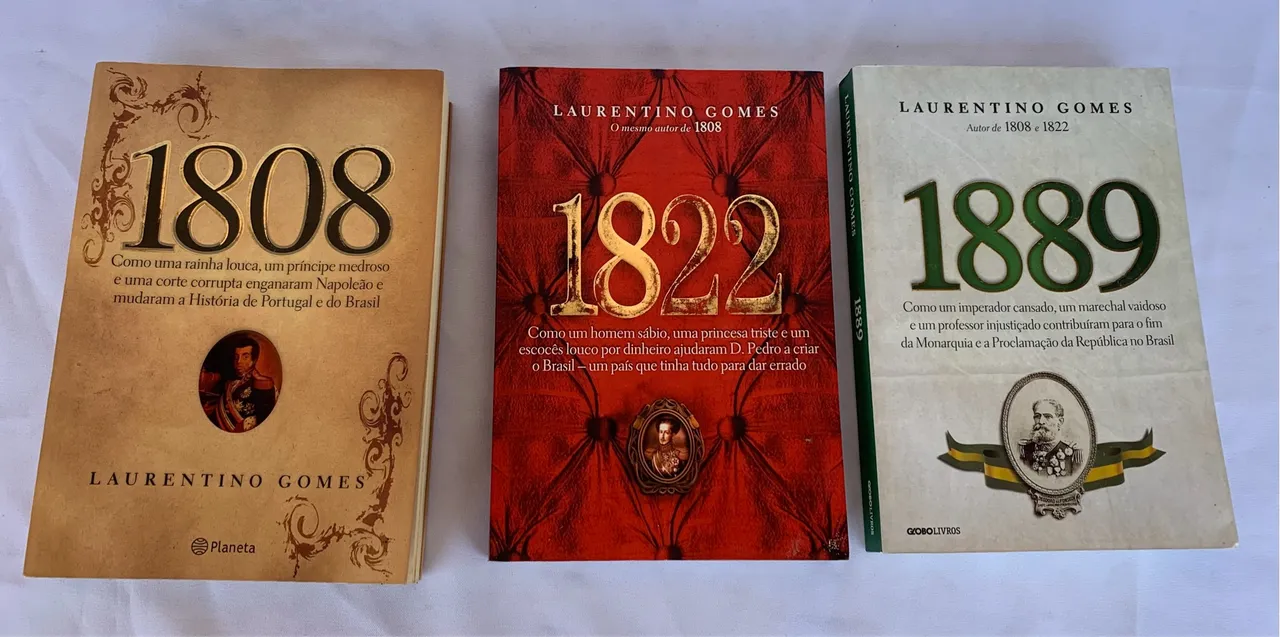 1808
Como uma rainha louca, um príncipe medroso
e uma corte corrupta enganaram Napoleão e
mudaram a História de Portugal e do Brasil
LAURENTINO GOMES
Planeta
LAURENTINO GOMES
O mesmo autor de 1808
1822
Como um homem sábio, uma princesa triste e um
escocês louco por dinheiro ajudaram D. Pedro a criar
o Brasil – um país que tinha tudo para dar errado
LAURENTINO GOMES
1889
GLOBOLIVROS
LAURENTINO GOMES
Autor de 1808 e 1822
1889
Como um imperador cansado, um marechal vaidoso
e um professor injustiçado contribuíram para o fim
da Monarquia e a Proclamação da República no Brasil
GLOBOLIVROS